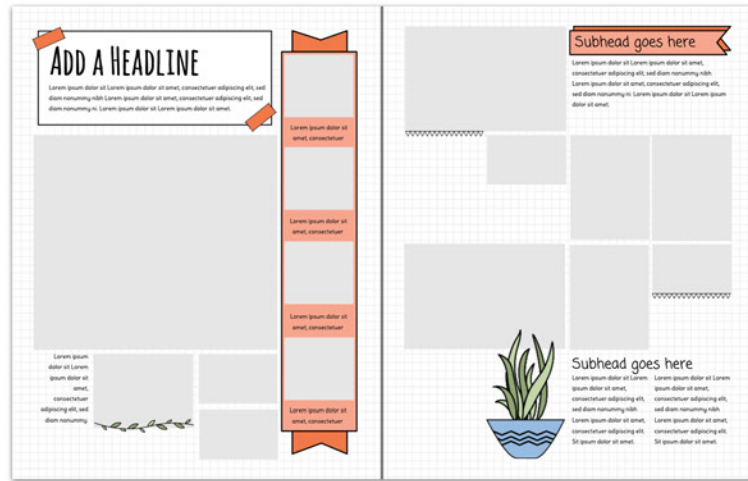 ADD A HEADLINE
Lorem ipsum dolor sit Lorem ipsum dolor sit amet, consectetuer adipiscing elit, sed
diam nonummy nibh Lorem ipsum dolor sit amet, consectetuer adipiscing elit, sed
diam nonummy ni. Lorem ipsum dolor sit Lorem ipsum dolor sit amet.
Lorem ipsum dolor sit
amet, consectetuer
Lorem ipsum dolor sit
amet, consectetuer
Lorem ipsum dolor sit
amet, consectetuer
Lorem ipsum dolor sit
amet, consectetuer
Lorem ipsum
dolor sit Lorem
ipsum dolor sit
amet,
consectetuer
adipiscing elit, sed
diam nonummy
Subhead goes here
Lorem ipsum dolor sit Lorem ipsum dolor sit amet,
consectetuer adipiscing elit, sed diam nonummy nibh
Lorem ipsum dolor sit amet, consectetuer adipiscing elit,
sed diam nonummy ni. Lorem ipsum dolor sit Lorem ipsum
dolor sit amet.
Subhead goes here
Lorem ipsum dolor sit Lorem
ipsum dolor sit amet,
consectetuer adipiscing elit,
sed diam nonummy nibh
Lorem ipsum dolor sit amet,
consectetuer adipiscing elit.
Sit ipsum dolor sit amet.
Lorem ipsum dolor sit Lorem
ipsum dolor sit amet,
consectetuer adipiscing elit,
sed diam nonummy nibh
Lorem ipsum dolor sit amet,
consectetuer adipiscing elit.
Sit ipsum dolor sit amet.